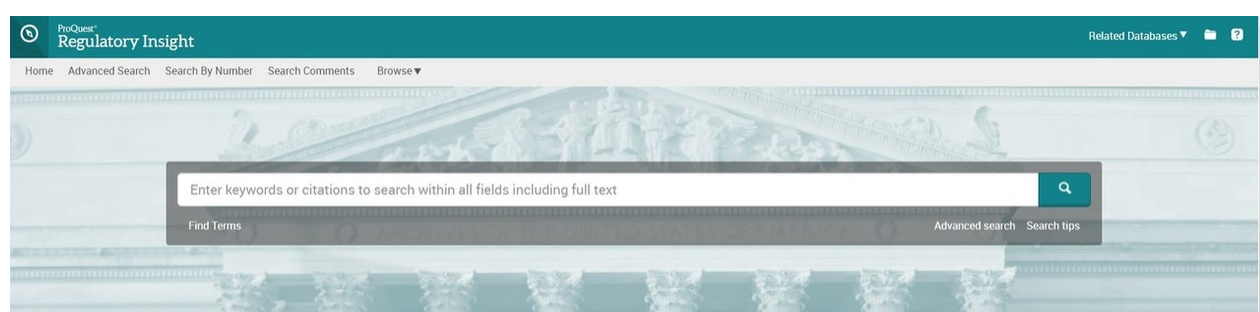 ProQuest®
Regulatory Insight
Related Databases▼
Home Advanced Search Search By Number Search Comments Browse▼
Enter keywords or citations to search within all fields including full text
Find Terms
Advanced search Search tips